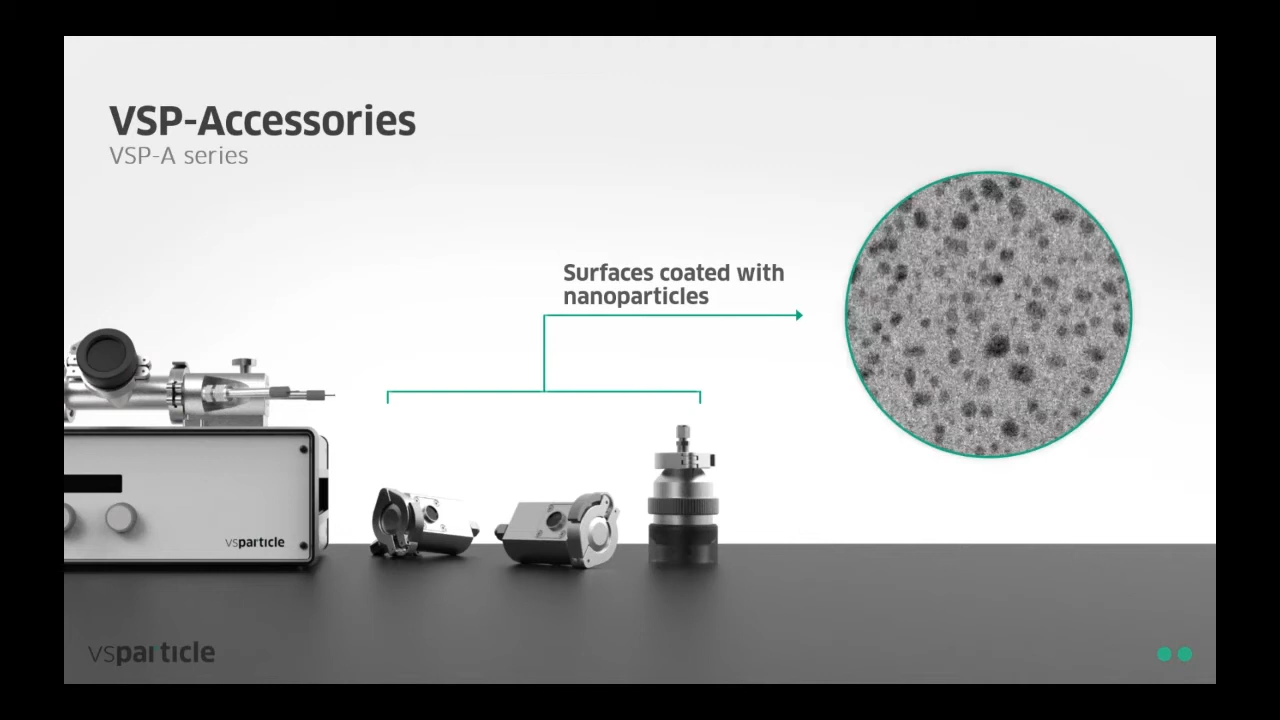 VSP-Accessories
VSP-A series
Surfaces coated with
nanoparticles
vsparticle
vsparticle